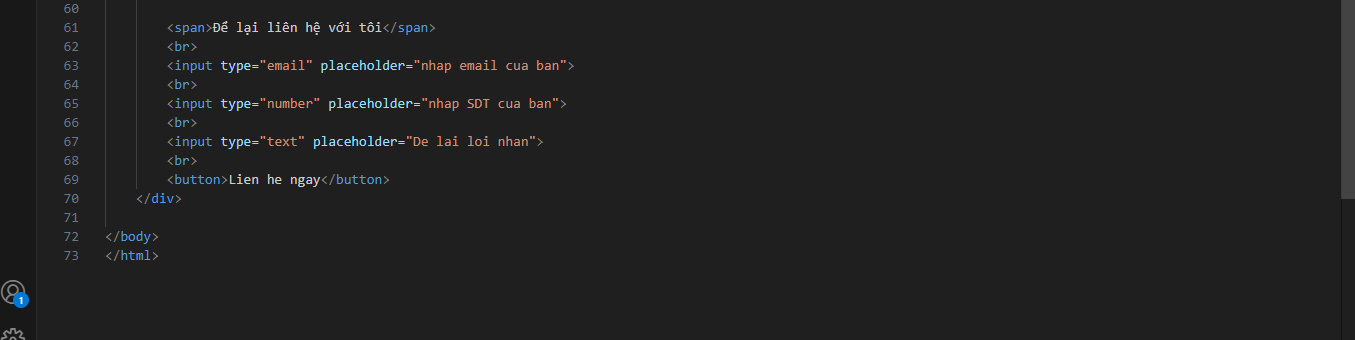 60
61 <span>Để lại liên hệ với tôi</span>
62 <br>
63 <input type="email" placeholder="nhap email cua ban">
64 <br>
65 <input type="number" placeholder="nhap SDT cua ban">
66 <br>
67 <input type="text" placeholder="De lai loi nhan">
68 <br>
69 <button>Lien he ngay</button>
70 </div>
71
72 </body>
73 </html>
1